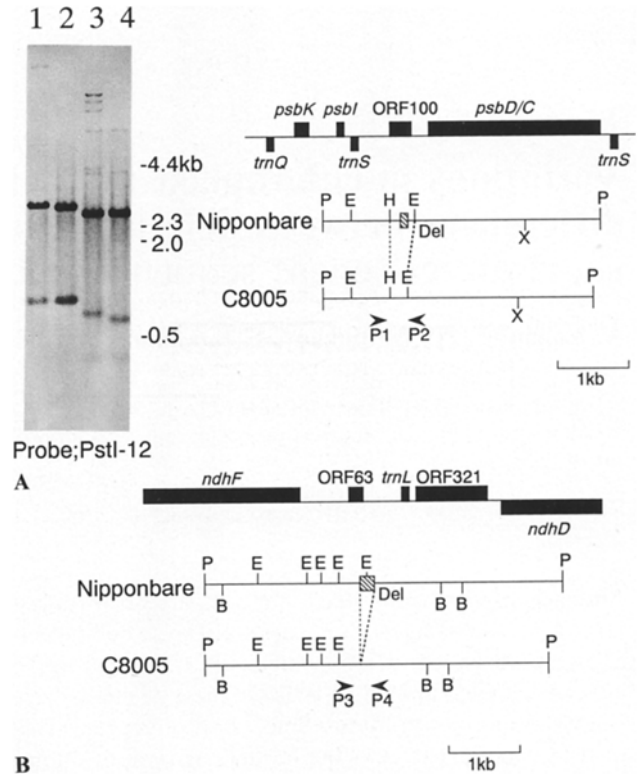 1 2 3 4
-4.4kb
-2.3
-2.0
-0.5
Probe;PstI-12
psbK psbI ORF100 psbD/C
trnQ trnS trnS
P E H E P
Nipponbare
Del
X
P E H E P
C8005
X
P1 P2
1kb
A
ndhF ORF63 trnL ORF321
ndhD
P E E E E E P
Nipponbare
B Del B B
P E E E E P
C8005
B B B
P3 P4
1kb
B